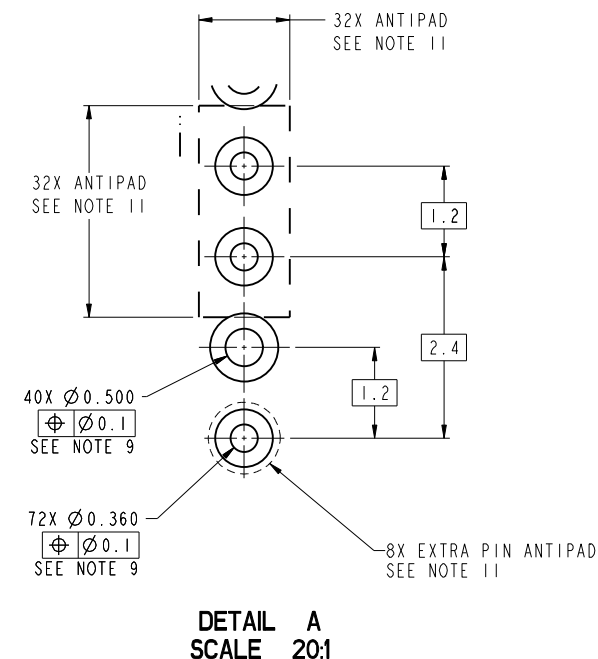 32X ANTIPAD
SEE NOTE 11
32X ANTIPAD
SEE NOTE 11
1.2
2.4
1.2
40X Ø0.500
⌖ Ø0.1
SEE NOTE 9
72X Ø0.360
⌖ Ø0.1
SEE NOTE 9
8X EXTRA PIN ANTIPAD
SEE NOTE 11
DETAIL A
SCALE 20:1